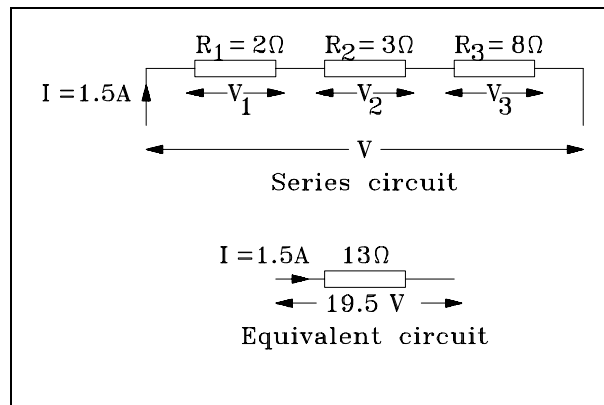 R1 = 2Ω R2 = 3Ω R3 = 8Ω
I = 1.5A
V1 V2 V3
V
Series circuit
I = 1.5A 13Ω
19.5 V
Equivalent circuit